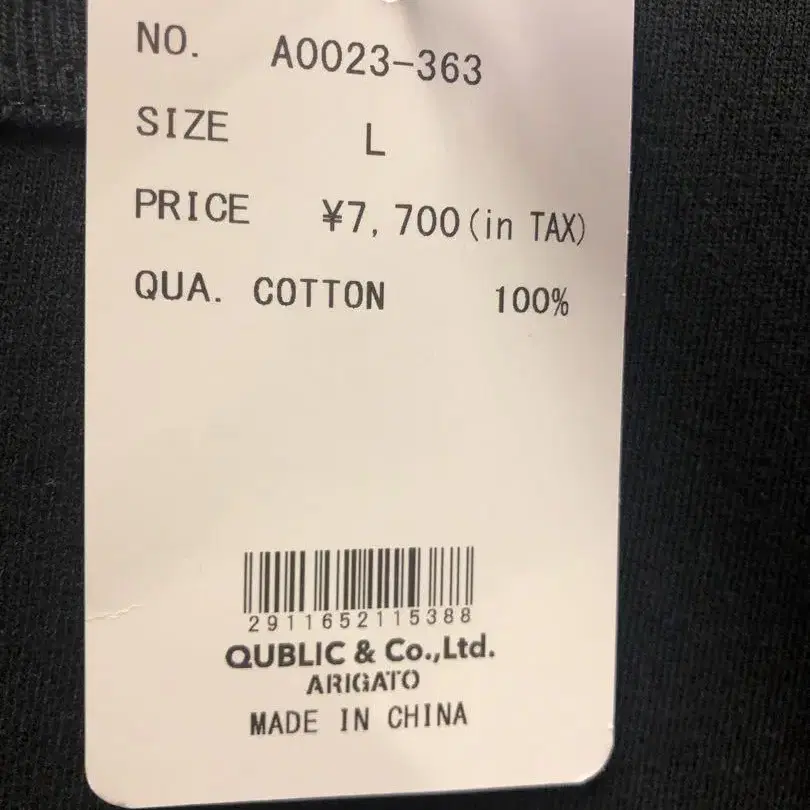 NO. A0023-363
SIZE L
PRICE ¥7,700(in TAX)
QUA. COTTON 100%
2911652115388
QUBLIC & Co.,Ltd.
ARIGATO
MADE IN CHINA